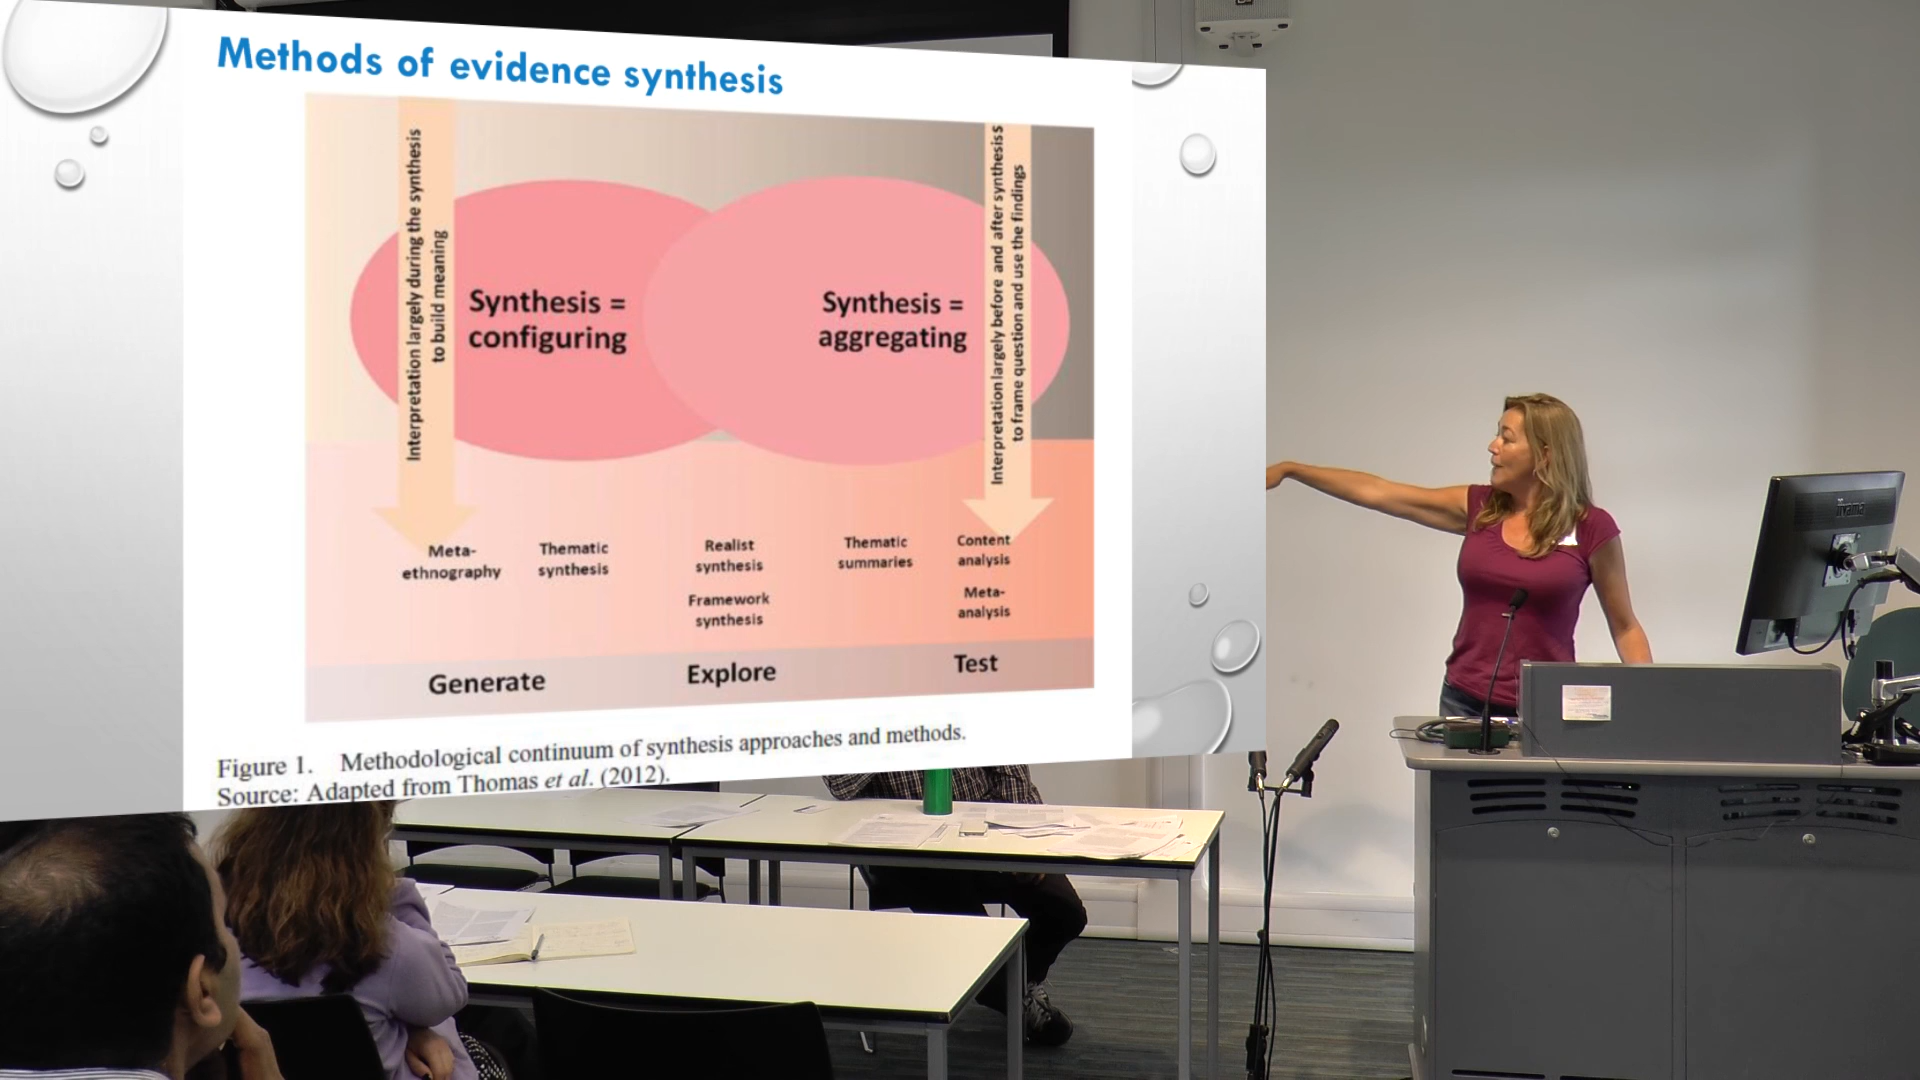 Methods of evidence synthesis
Interpretation largely during the synthesis
to build meaning
Synthesis =
configuring
Synthesis =
aggregating
Interpretation largely before and after synthesis s
to frame question and use the findings
Meta-
ethnography
Thematic
synthesis
Realist
synthesis
Framework
synthesis
Thematic
summaries
Content
analysis
Meta-
analysis
Generate
Explore
Test
Figure 1. Methodological continuum of synthesis approaches and methods.
Source: Adapted from Thomas et al. (2012).
iiyama